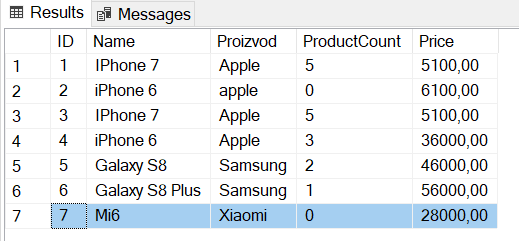 Results Messages
ID Name Proizvod ProductCount Price
1 1 IPhone 7 Apple 5 5100,00
2 2 iPhone 6 apple 0 6100,00
3 3 IPhone 7 Apple 5 5100,00
4 4 iPhone 6 Apple 3 36000,00
5 5 Galaxy S8 Samsung 2 46000,00
6 6 Galaxy S8 Plus Samsung 1 56000,00
7 7 Mi6 Xiaomi 0 28000,00